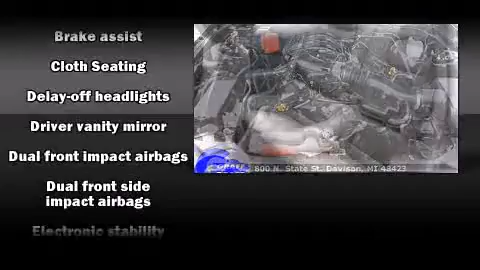 Brake assist
Cloth Seating
Delay-off headlights
Driver vanity mirror
Dual front impact airbags
Dual front side
impact airbags
Electronic stability
800 N. State St. Davison, MI 48423